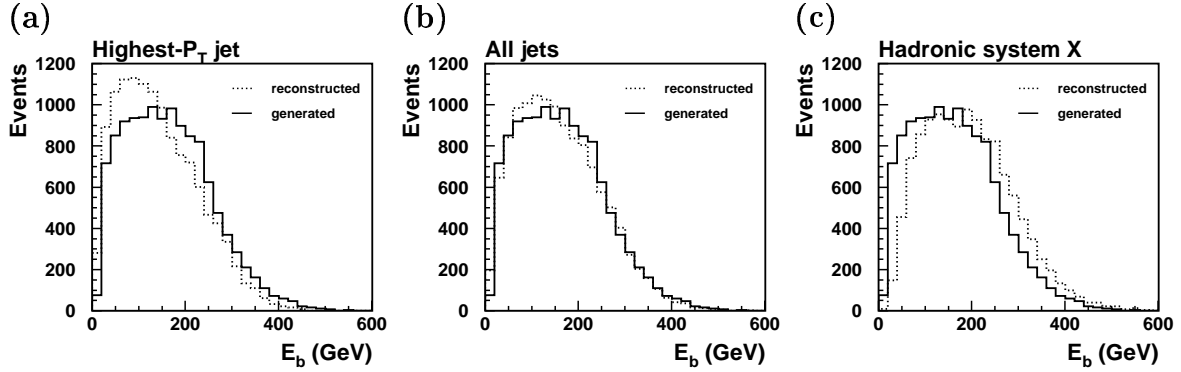 (a)
Highest-P_T jet
Events
1200
1000
800
600
400
200
0
reconstructed
generated
0 200 400 600
E_b (GeV)
(b)
All jets
Events
1200
1000
800
600
400
200
0
reconstructed
generated
0 200 400 600
E_b (GeV)
(c)
Hadronic system X
Events
1200
1000
800
600
400
200
0
reconstructed
generated
0 200 400 600
E_b (GeV)